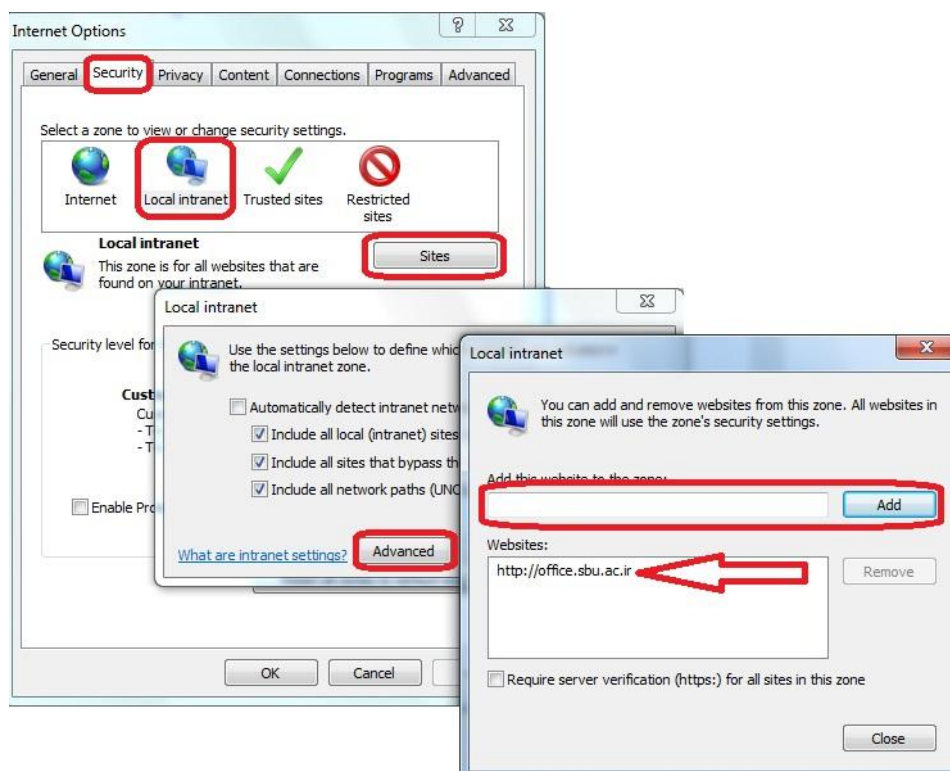 Internet Options
General Security Privacy Content Connections Programs Advanced
Select a zone to view or change security settings.
Internet
Local intranet
Trusted sites
Restricted
sites
Local intranet
This zone is for all websites that are
found on your intranet.
Sites
Security level for
Cust
Cu
- T
- T
Enable Pro
OK
Cancel
Local intranet
Use the settings below to define whic
the local intranet zone.
Automatically detect intranet netw
Include all local (intranet) sites
Include all sites that bypass th
Include all network paths (UNC
What are intranet settings?
Advanced
Local intranet
You can add and remove websites from this zone. All websites in
this zone will use the zone's security settings.
Add this website to the zone:
Add
Websites:
http://office.sbu.ac.ir
Remove
Require server verification (https:) for all sites in this zone
Close